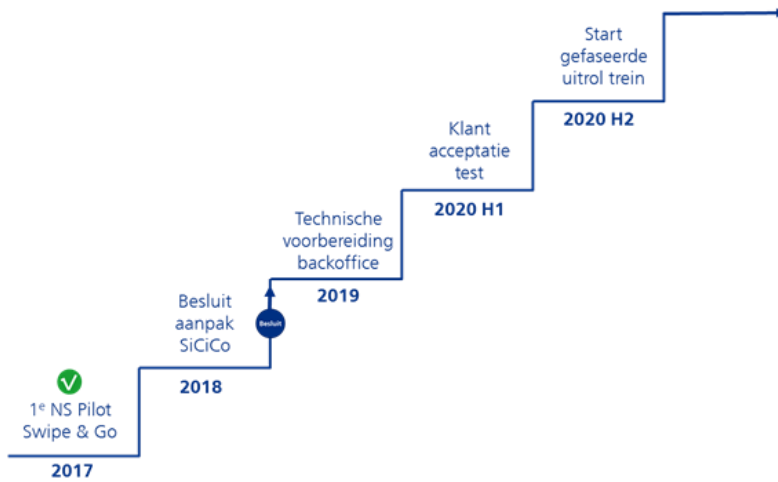 1e NS Pilot
Swipe & Go
2017
Besluit
aanpak
SiCiCo
2018
Besluit
Technische
voorbereiding
backoffice
2019
Klant
acceptatie
test
2020 H1
Start
gefaseerde
uitrol trein
2020 H2